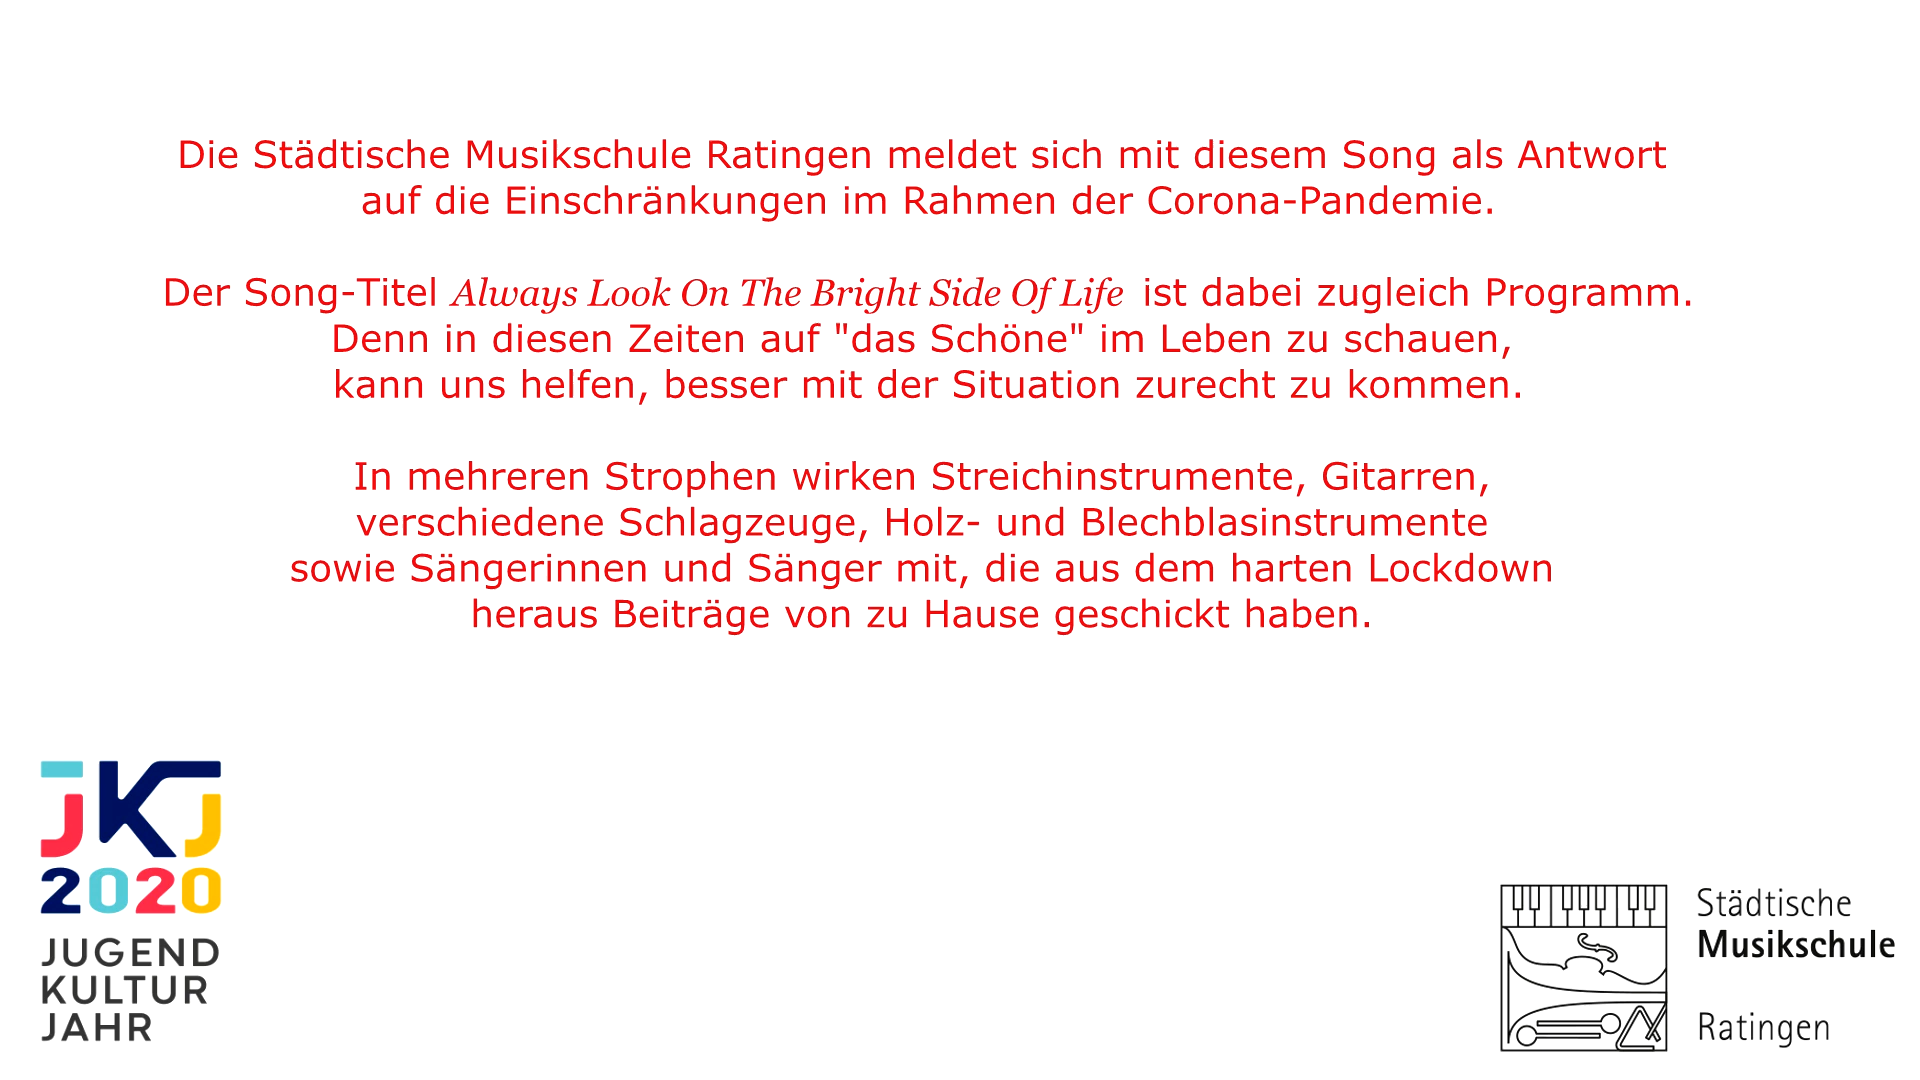 Die Städtische Musikschule Ratingen meldet sich mit diesem Song als Antwort
auf die Einschränkungen im Rahmen der Corona-Pandemie.
Der Song-Titel Always Look On The Bright Side Of Life ist dabei zugleich Programm.
Denn in diesen Zeiten auf "das Schöne" im Leben zu schauen,
kann uns helfen, besser mit der Situation zurecht zu kommen.
In mehreren Strophen wirken Streichinstrumente, Gitarren,
verschiedene Schlagzeuge, Holz- und Blechblasinstrumente
sowie Sängerinnen und Sänger mit, die aus dem harten Lockdown
heraus Beiträge von zu Hause geschickt haben.
JKJ
2020
JUGEND
KULTUR
JAHR
Städtische
Musikschule
Ratingen